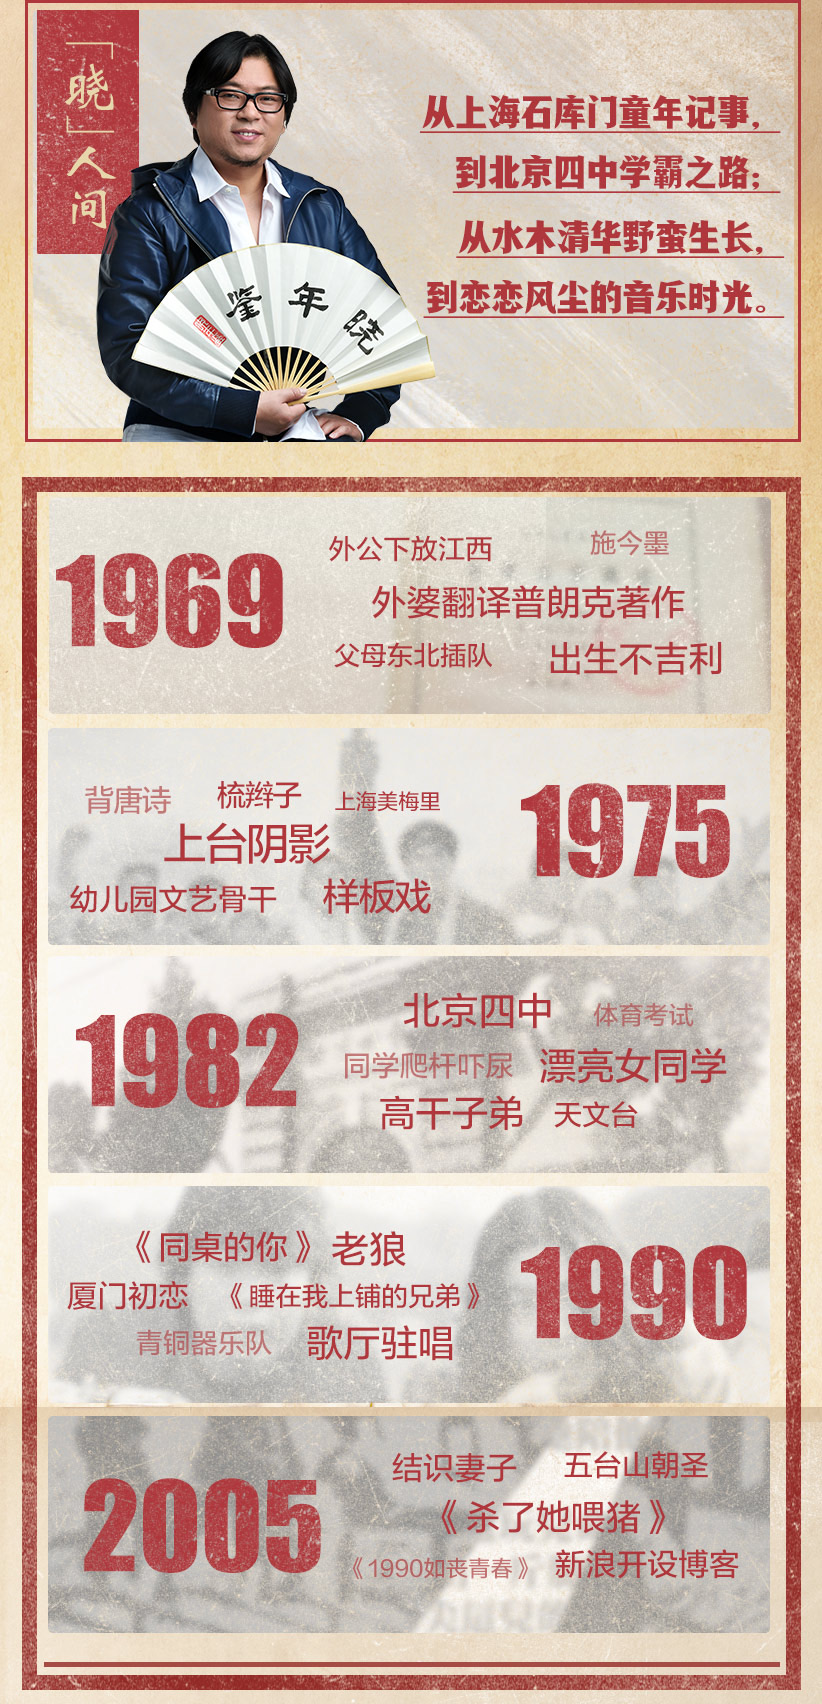 「晓」人间
从上海石库门童年记事，
到北京四中学霸之路；
从水木清华野蛮生长，
到恋恋风尘的音乐时光。
鉴年晓
1969
外公下放江西
施今墨
外婆翻译普朗克著作
父母东北插队
出生不吉利
背唐诗
梳辫子
上海美梅里
上台阴影
幼儿园文艺骨干
样板戏
1975
1982
北京四中
体育考试
同学爬杆吓尿
漂亮女同学
高干子弟
天文台
《同桌的你》老狼
厦门初恋
《睡在我上铺的兄弟》
青铜器乐队
歌厅驻唱
1990
2005
结识妻子
五台山朝圣
《杀了她喂猪》
《1990如丧青春》
新浪开设博客